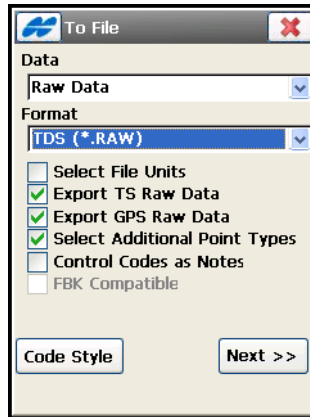 To File
Data
Raw Data
Format
TDS (*.RAW)
Select File Units
Export TS Raw Data
Export GPS Raw Data
Select Additional Point Types
Control Codes as Notes
FBK Compatible
Code Style
Next >>